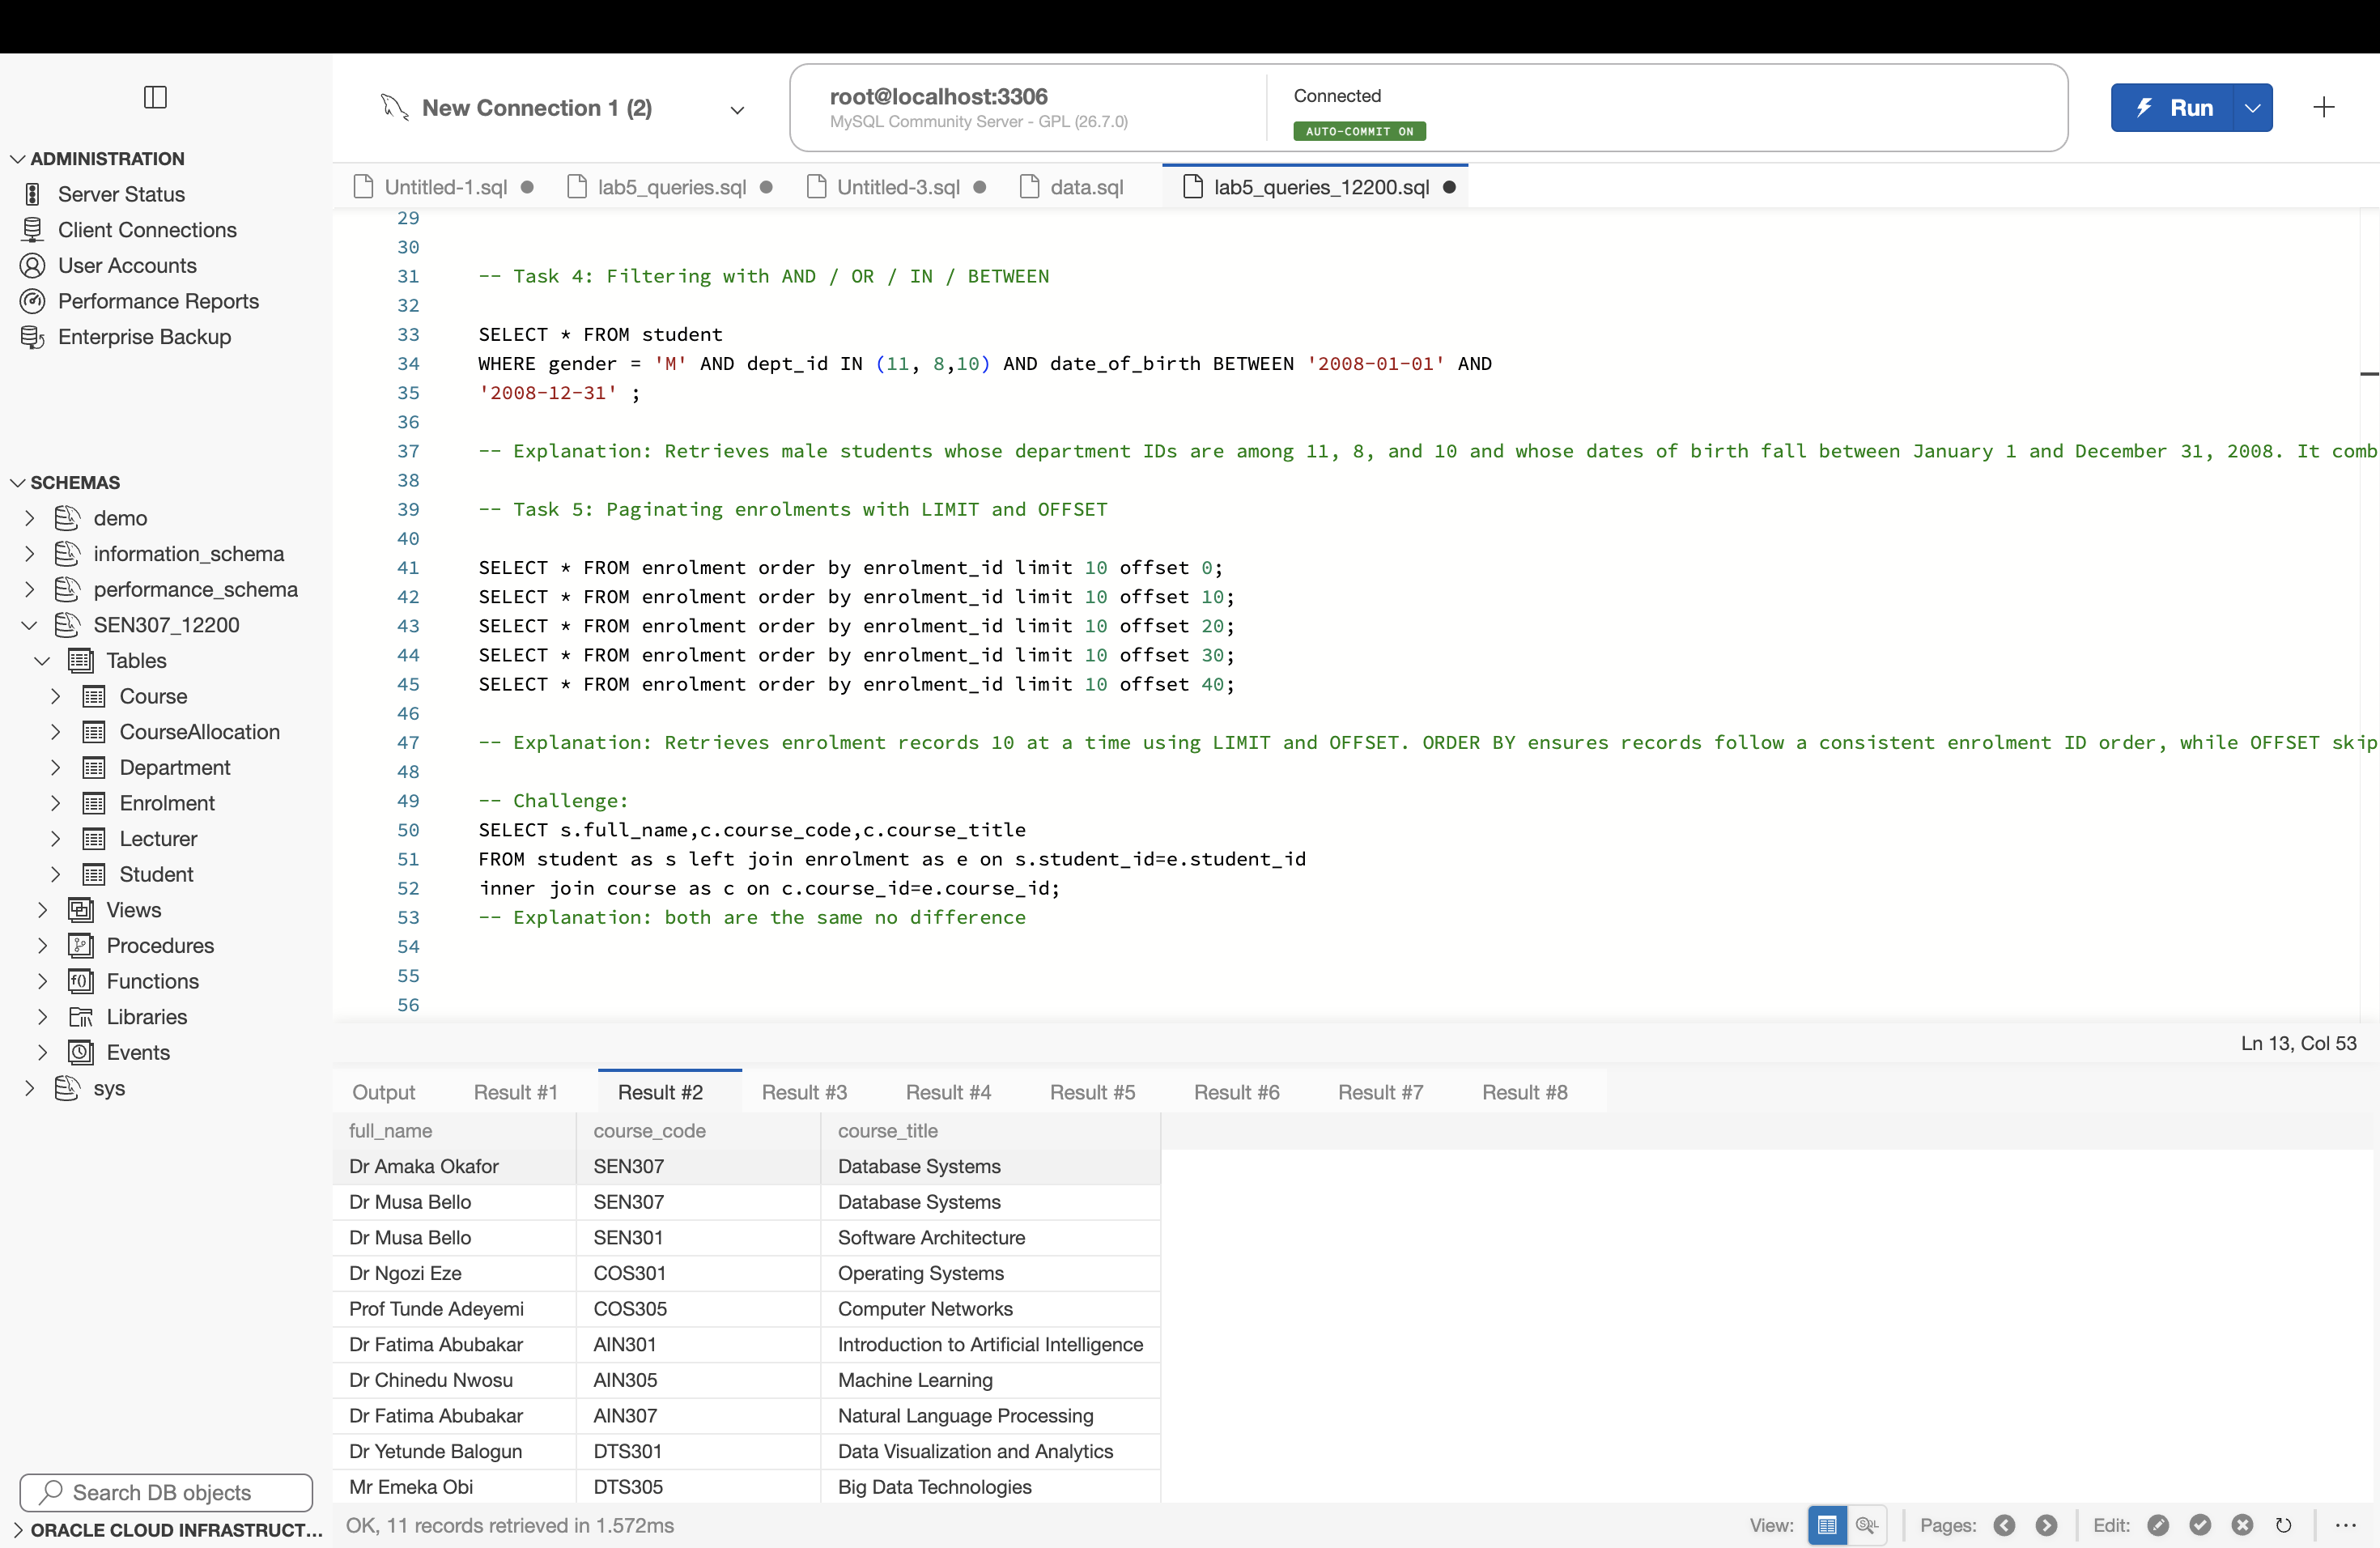 New Connection 1 (2)
root@localhost:3306
MySQL Community Server - GPL (26.7.0)
Connected
AUTO-COMMIT ON
Run
ADMINISTRATION
Server Status
Client Connections
User Accounts
Performance Reports
Enterprise Backup
SCHEMAS
demo
information_schema
performance_schema
SEN307_12200
Tables
Course
CourseAllocation
Department
Enrolment
Lecturer
Student
Views
Procedures
Functions
Libraries
Events
sys
Search DB objects
ORACLE CLOUD INFRASTRUCT...
Untitled-1.sql
lab5_queries.sql
Untitled-3.sql
data.sql
lab5_queries_12200.sql
29
30
31 -- Task 4: Filtering with AND / OR / IN / BETWEEN
32
33 SELECT * FROM student
34 WHERE gender = 'M' AND dept_id IN (11, 8,10) AND date_of_birth BETWEEN '2008-01-01' AND
35 '2008-12-31' ;
36
37 -- Explanation: Retrieves male students whose department IDs are among 11, 8, and 10 and whose dates of birth fall between January 1 and December 31, 2008. It comb
38
39 -- Task 5: Paginating enrolments with LIMIT and OFFSET
40
41 SELECT * FROM enrolment order by enrolment_id limit 10 offset 0;
42 SELECT * FROM enrolment order by enrolment_id limit 10 offset 10;
43 SELECT * FROM enrolment order by enrolment_id limit 10 offset 20;
44 SELECT * FROM enrolment order by enrolment_id limit 10 offset 30;
45 SELECT * FROM enrolment order by enrolment_id limit 10 offset 40;
46
47 -- Explanation: Retrieves enrolment records 10 at a time using LIMIT and OFFSET. ORDER BY ensures records follow a consistent enrolment ID order, while OFFSET skip
48
49 -- Challenge:
50 SELECT s.full_name,c.course_code,c.course_title
51 FROM student as s left join enrolment as e on s.student_id=e.student_id
52 inner join course as c on c.course_id=e.course_id;
53 -- Explanation: both are the same no difference
54
55
56
Ln 13, Col 53
Output Result #1 Result #2 Result #3 Result #4 Result #5 Result #6 Result #7 Result #8
full_name course_code course_title
Dr Amaka Okafor SEN307 Database Systems
Dr Musa Bello SEN307 Database Systems
Dr Musa Bello SEN301 Software Architecture
Dr Ngozi Eze COS301 Operating Systems
Prof Tunde Adeyemi COS305 Computer Networks
Dr Fatima Abubakar AIN301 Introduction to Artificial Intelligence
Dr Chinedu Nwosu AIN305 Machine Learning
Dr Fatima Abubakar AIN307 Natural Language Processing
Dr Yetunde Balogun DTS301 Data Visualization and Analytics
Mr Emeka Obi DTS305 Big Data Technologies
OK, 11 records retrieved in 1.572ms
View: Pages: Edit: